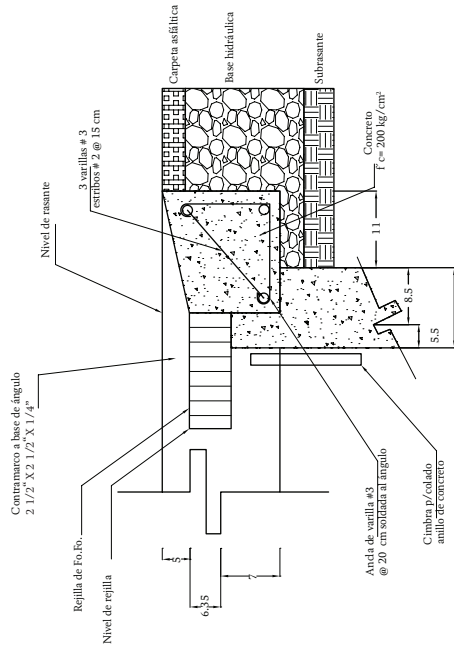 Contramarco a base de ángulo
2 1/2" X 2 1/2" X 1/4"
Rejilla de Fo.Fo.
Nivel de rejilla
Nivel de rasante
3 varillas # 3
estribos # 2 @ 15 cm
Carpeta asfáltica
Base hidráulica
Subrasante
Concreto
f´c= 200 kg/cm²
11
8.5
5.5
5
6.35
7
Ancla de varilla #3
@ 20 cm soldada al ángulo
Cimbra p/colado
anillo de concreto